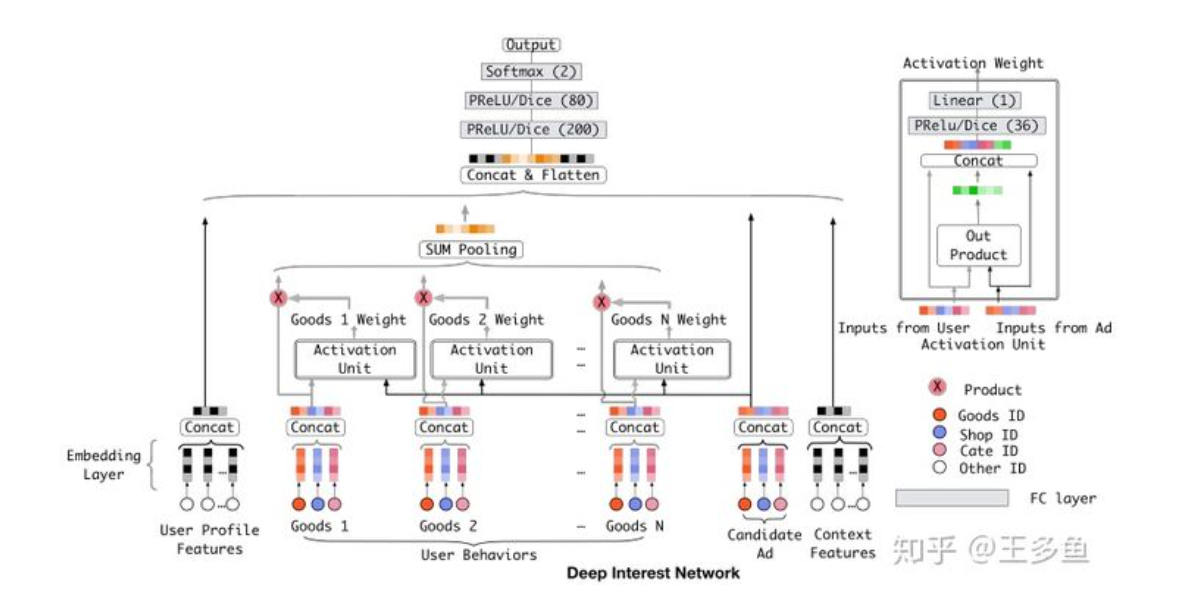 Output
Softmax (2)
PReLU/Dice (80)
PReLU/Dice (200)
Concat & Flatten
SUM Pooling
X
X
X
Goods 1 Weight
Goods 2 Weight
Goods N Weight
Activation
Unit
Activation
Unit
...
...
Activation
Unit
Concat
Concat
Concat
...
...
Concat
Concat
Concat
Embedding
Layer
...
...
...
...
User Profile
Features
Goods 1
Goods 2
...
Goods N
User Behaviors
Candidate
Ad
Context
Features
Deep Interest Network
Activation Weight
Linear (1)
PRelu/Dice (36)
Concat
Out
Product
Inputs from User
Inputs from Ad
Activation Unit
X
Product
Goods ID
Shop ID
Cate ID
Other ID
FC layer
知乎 @王多鱼